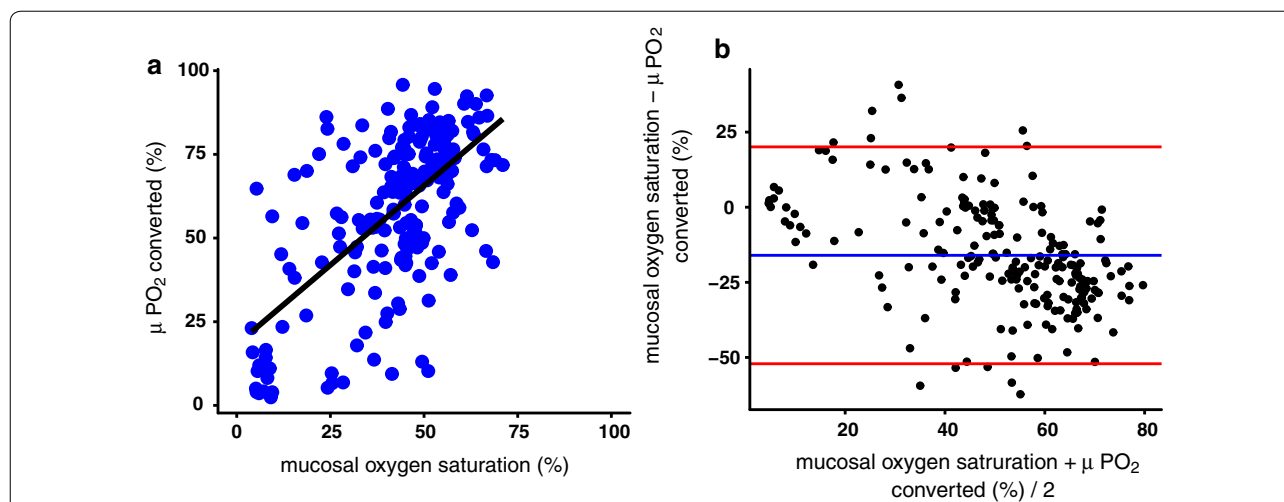 a
μ PO2 converted (%)
100
75
50
25
0
0 25 50 75 100
mucosal oxygen saturation (%)
b
mucosal oxygen saturation – μ PO2
converted (%)
25
0
−25
−50
20 40 60 80
mucosal oxygen satruration + μ PO2
converted (%) / 2